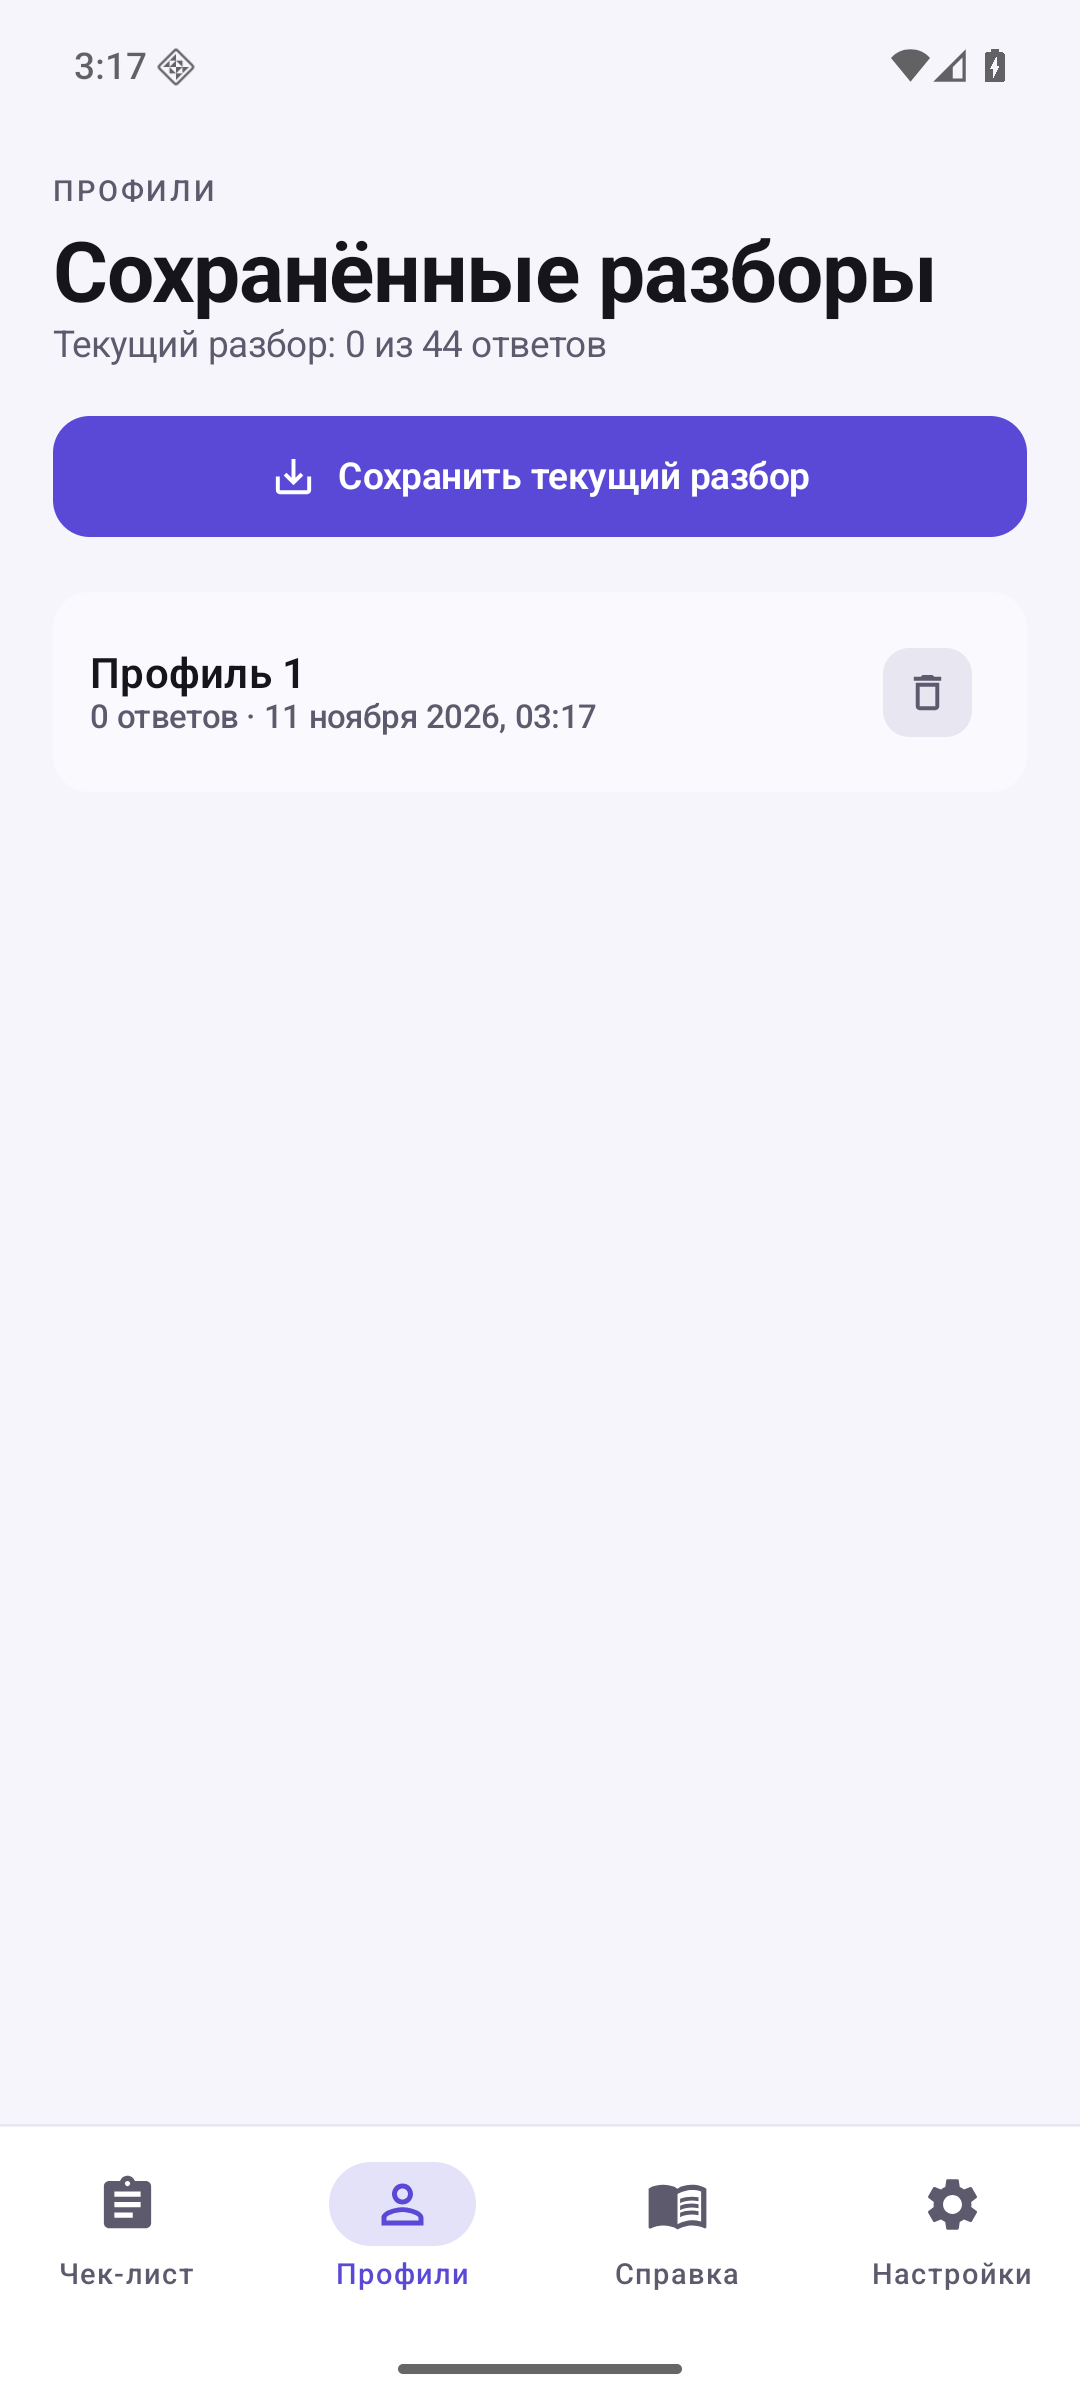 3:17
ПРОФИЛИ
Сохранённые разборы
Текущий разбор: 0 из 44 ответов
Сохранить текущий разбор
Профиль 1
0 ответов · 11 ноября 2026, 03:17
Чек-лист
Профили
Справка
Настройки